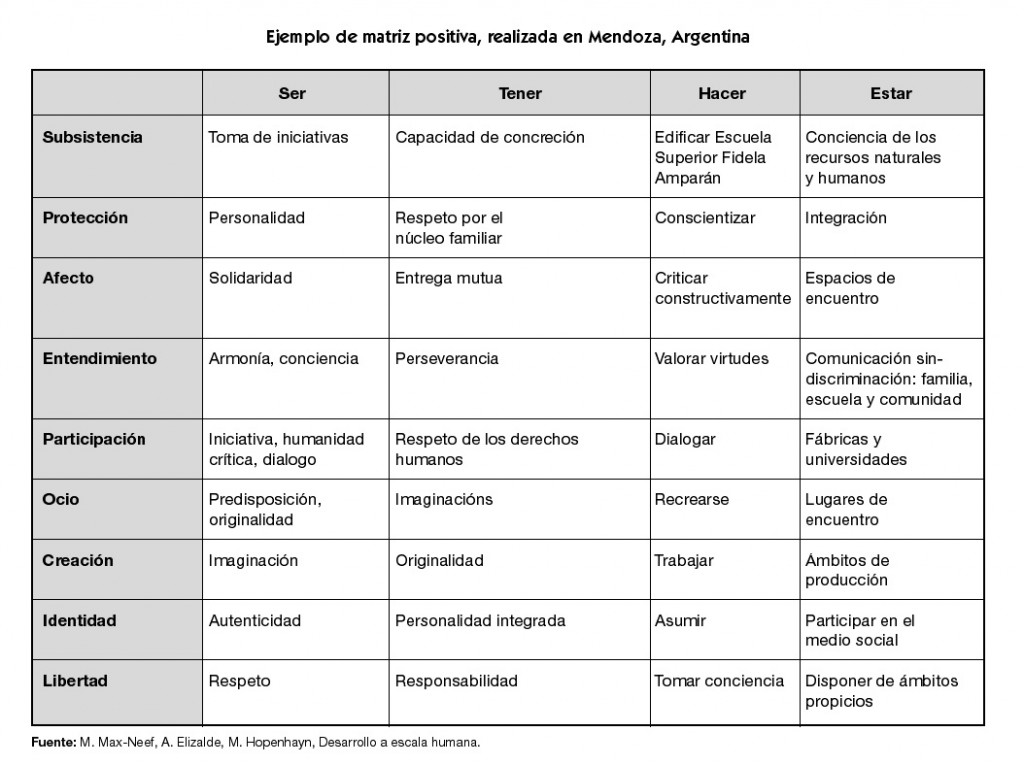 Ejemplo de matriz positiva, realizada en Mendoza, Argentina
Ser Tener Hacer Estar
Subsistencia Toma de iniciativas Capacidad de concreción Edificar Escuela Conciencia de los
Superior Fidela recursos naturales
Amparán y humanos
Protección Personalidad Respeto por el Conscientizar Integración
núcleo familiar
Afecto Solidaridad Entrega mutua Criticar Espacios de
constructivamente encuentro
Entendimiento Armonía, conciencia Perseverancia Valorar virtudes Comunicación sin-
discriminación: familia,
escuela y comunidad
Participación Iniciativa, humanidad Respeto de los derechos Dialogar Fábricas y
crítica, dialogo humanos universidades
Ocio Predisposición, Imaginacións Recrearse Lugares de
originalidad encuentro
Creación Imaginación Originalidad Trabajar Ámbitos de
producción
Identidad Autenticidad Personalidad integrada Asumir Participar en el
medio social
Libertad Respeto Responsabilidad Tomar conciencia Disponer de ámbitos
propicios
Fuente: M. Max-Neef, A. Elizalde, M. Hopenhayn, Desarrollo a escala humana.